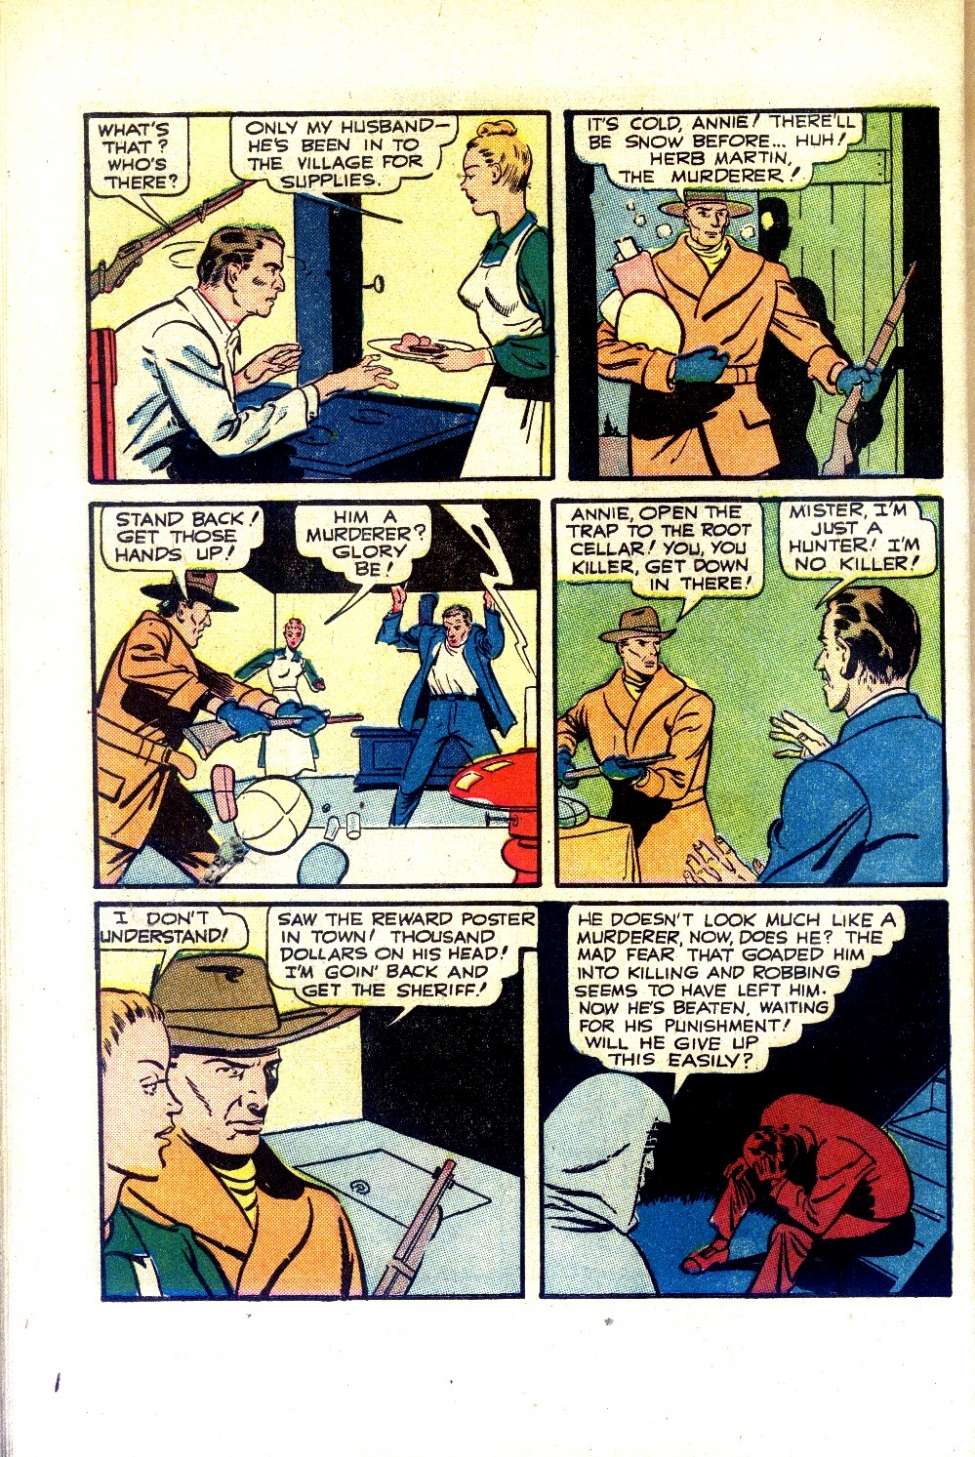 WHAT'S
THAT?
WHO'S
THERE?
ONLY MY HUSBAND—
HE'S BEEN IN TO
THE VILLAGE FOR
SUPPLIES.
IT'S COLD, ANNIE! THERE'LL
BE SNOW BEFORE... HUH!
HERB MARTIN,
THE MURDERER!
STAND BACK!
GET THOSE
HANDS UP!
HIM A
MURDERER?
GLORY
BE!
ANNIE, OPEN THE
TRAP TO THE ROOT
CELLAR! YOU, YOU
KILLER, GET DOWN
IN THERE!
MISTER, I'M
JUST A
HUNTER! I'M
NO KILLER!
I DON'T
UNDERSTAND!
SAW THE REWARD POSTER
IN TOWN! THOUSAND
DOLLARS ON HIS HEAD!
I'M GOIN' BACK AND
GET THE SHERIFF!
HE DOESN'T LOOK MUCH LIKE A
MURDERER, NOW, DOES HE? THE
MAD FEAR THAT GOADED HIM
INTO KILLING AND ROBBING
SEEMS TO HAVE LEFT HIM.
NOW HE'S BEATEN, WAITING
FOR HIS PUNISHMENT!
WILL HE GIVE UP
THIS EASILY?